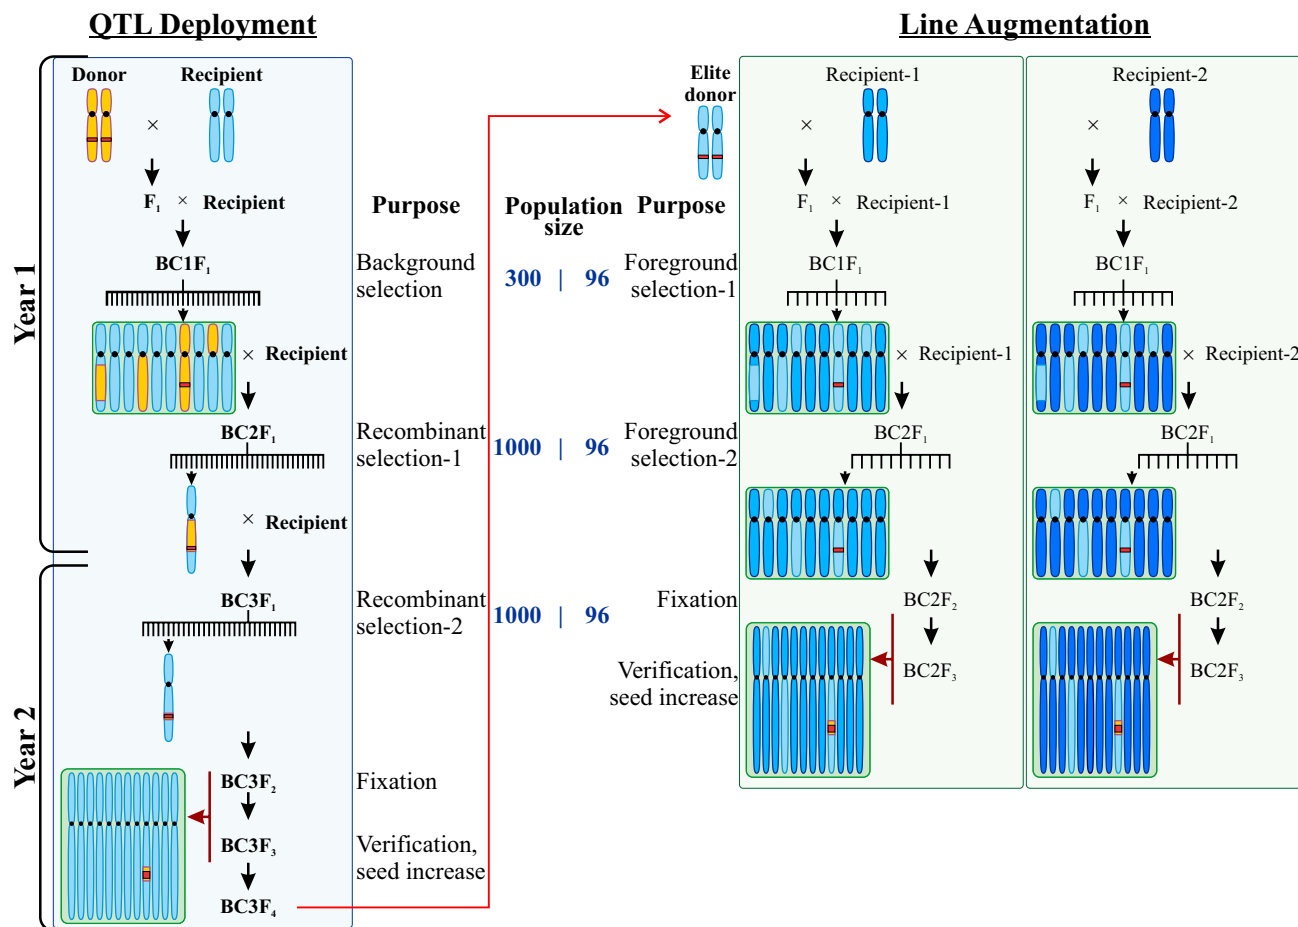 QTL Deployment
Line Augmentation
Year 1
Year 2
Donor
Recipient
×
F₁ × Recipient
BC1F₁
× Recipient
BC2F₁
× Recipient
BC3F₁
BC3F₂
BC3F₃
BC3F₄
Purpose
Background
selection
Recombinant
selection-1
Recombinant
selection-2
Fixation
Verification,
seed increase
Population
size
300 | 96
1000 | 96
1000 | 96
Purpose
Foreground
selection-1
Foreground
selection-2
Fixation
Verification,
seed increase
Elite
donor
Recipient-1
×
F₁ × Recipient-1
BC1F₁
× Recipient-1
BC2F₁
BC2F₂
BC2F₃
Recipient-2
×
F₁ × Recipient-2
BC1F₁
× Recipient-2
BC2F₁
BC2F₂
BC2F₃